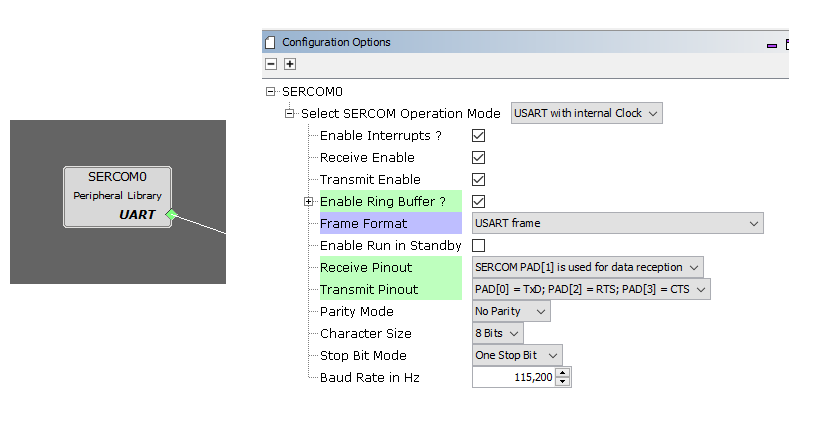 SERCOM0
Peripheral Library
UART
Configuration Options
SERCOM0
Select SERCOM Operation Mode USART with internal Clock
Enable Interrupts ?
Receive Enable
Transmit Enable
Enable Ring Buffer ?
Frame Format USART frame
Enable Run in Standby
Receive Pinout SERCOM PAD[1] is used for data reception
Transmit Pinout PAD[0] = TxD; PAD[2] = RTS; PAD[3] = CTS
Parity Mode No Parity
Character Size 8 Bits
Stop Bit Mode One Stop Bit
Baud Rate in Hz 115,200